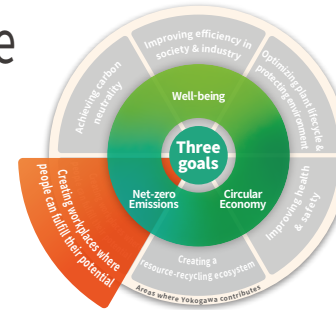 e
Improving efficiency in
society & industry
Achieving carbon
neutrality
Optimizing plant lifecycle &
protecting environment
Well-being
Three
goals
Net-zero
Emissions
Circular
Economy
Creating workplaces where
people can fulfill their potential
Improving health
& safety
Creating a
resource-recycling ecosystem
Areas where Yokogawa contributes